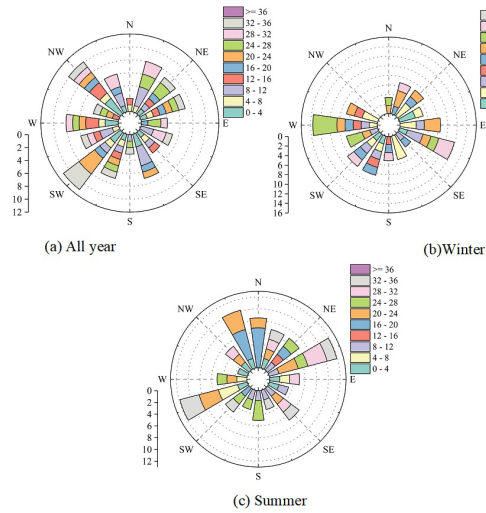 N
NE
E
SE
S
SW
W
NW
0
2
4
6
8
10
12
>= 36
32 - 36
28 - 32
24 - 28
20 - 24
16 - 20
12 - 16
8 - 12
4 - 8
0 - 4
(a) All year
N
NE
E
SE
S
SW
W
NW
0
2
4
6
8
10
12
14
16
(b)Winter
N
NE
E
SE
S
SW
W
NW
0
2
4
6
8
10
12
>= 36
32 - 36
28 - 32
24 - 28
20 - 24
16 - 20
12 - 16
8 - 12
4 - 8
0 - 4
(c) Summer